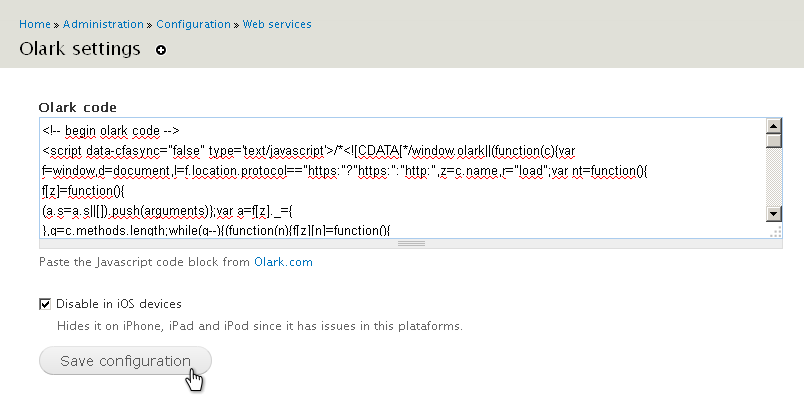 Home » Administration » Configuration » Web services
Olark settings
Olark code
<!-- begin olark code -->
<script data-cfasync="false" type='text/javascript'>/*<![CDATA[*/window.olark||(function(c){var
f=window,d=document,l=f.location.protocol=="https:"?"https:":"http:",z=c.name,r="load";var nt=function(){
f[z]=function(){
(a.s=a.s||[]).push(arguments)};var a=f[z]._={
},q=c.methods.length;while(q--){(function(n){f[z][n]=function(){
Paste the Javascript code block from Olark.com
Disable in iOS devices
Hides it on iPhone, iPad and iPod since it has issues in this plataforms.
Save configuration